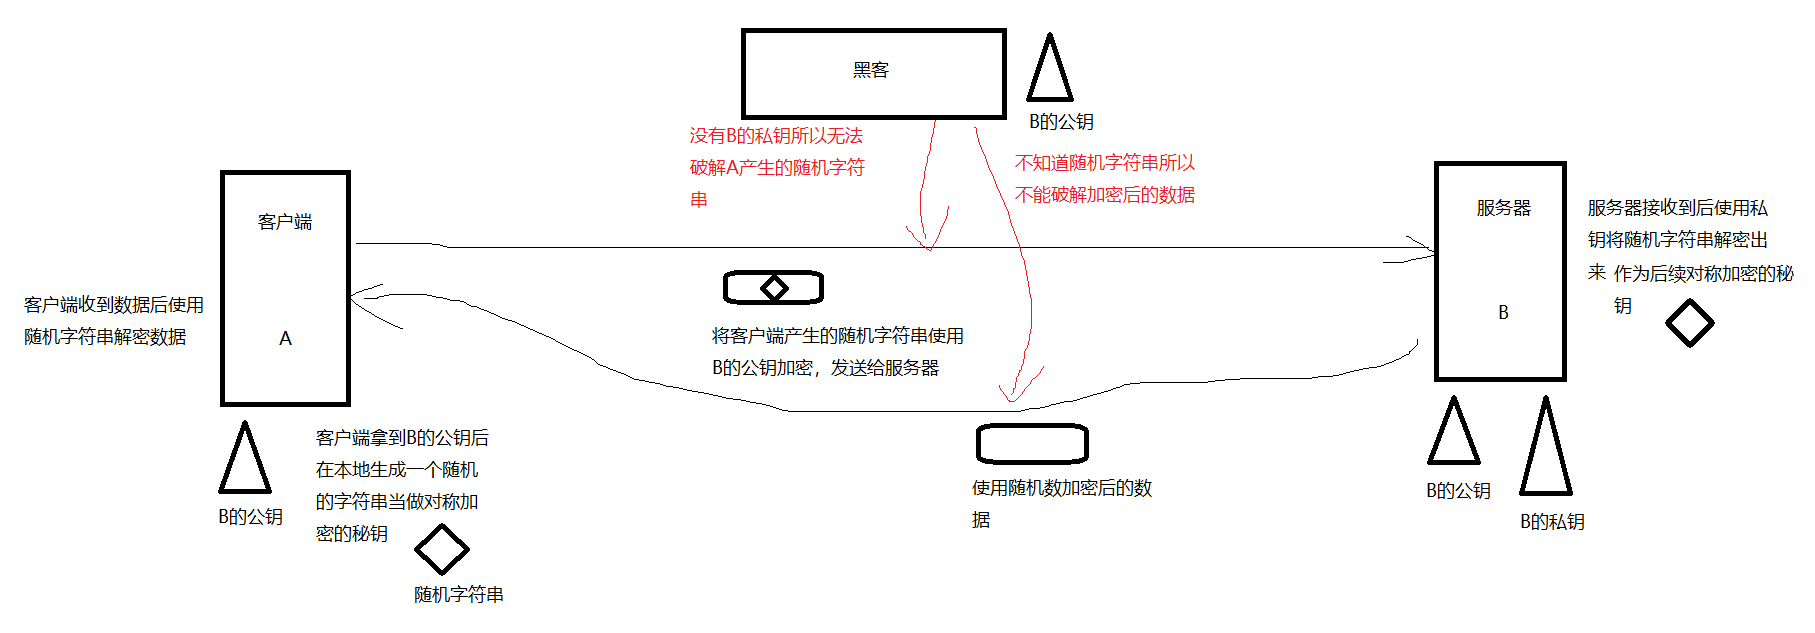 黑客
B的公钥
没有B的私钥所以无法
破解A产生的随机字符
串
不知道随机字符串所以
不能破解加密后的数据
客户端
A
服务器
B
服务器接收到后使用私
钥将随机字符串解密出
来 作为后续对称加密的秘
钥
客户端收到数据后使用
随机字符串解密数据
将客户端产生的随机字符串使用
B的公钥加密，发送给服务器
B的公钥
客户端拿到B的公钥后
在本地生成一个随机
的字符串当做对称加
密的秘钥
随机字符串
使用随机数加密后的数
据
B的公钥
B的私钥